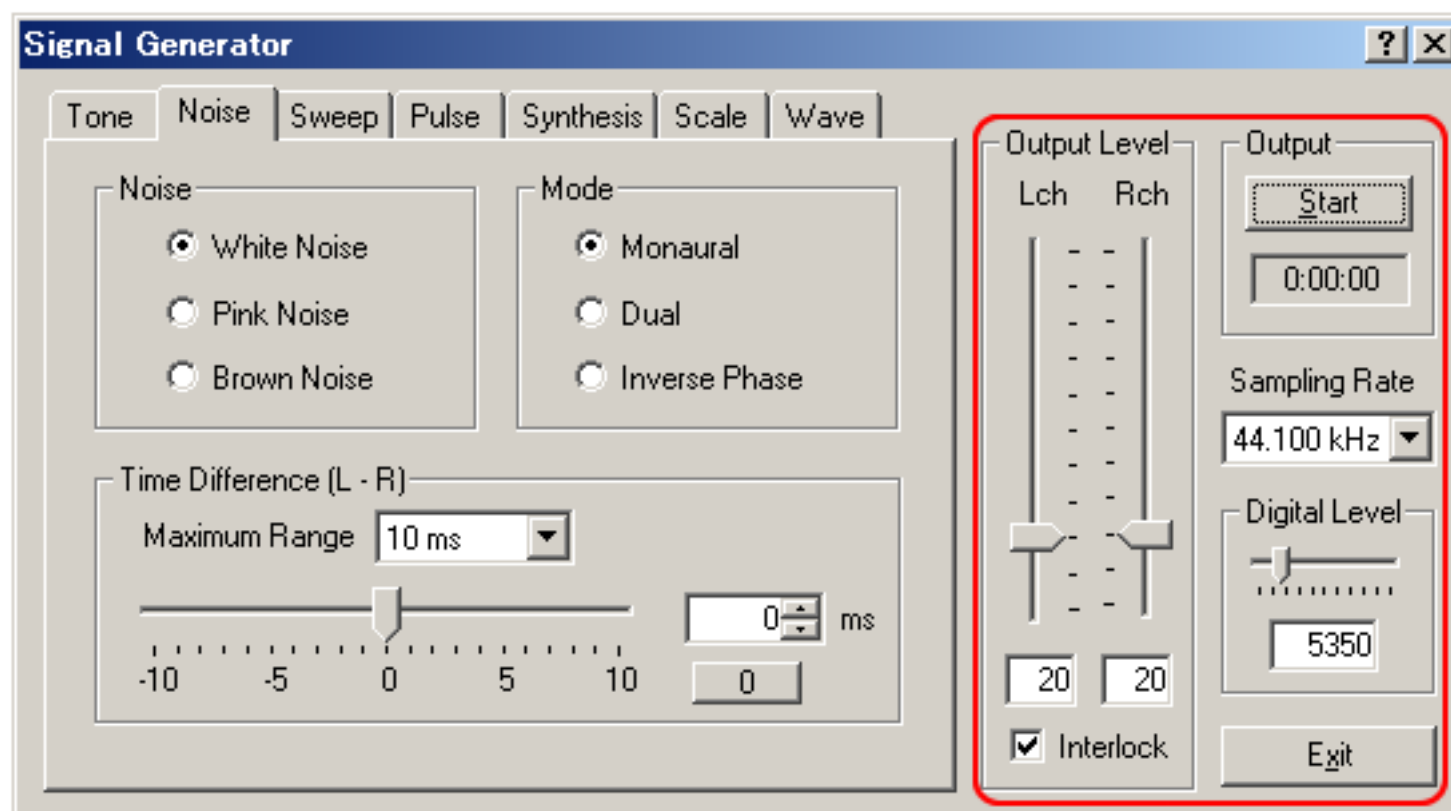 Signal Generator
Tone Noise Sweep Pulse Synthesis Scale Wave
Noise
White Noise
Pink Noise
Brown Noise
Mode
Monaural
Dual
Inverse Phase
Time Difference (L - R)
Maximum Range 10 ms
0 ms
-10 -5 0 5 10
0
Output Level
Lch Rch
20 20
Interlock
Output
Start
0:00:00
Sampling Rate
44.100 kHz
Digital Level
5350
Exit